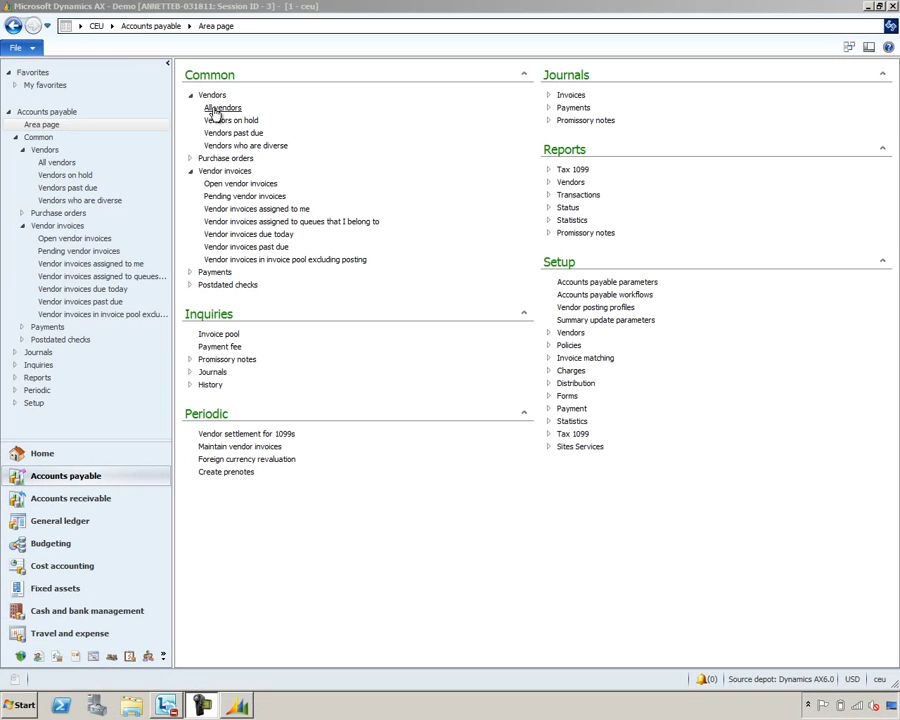 Microsoft Dynamics AX - Demo [ANNETTEB-031811: Session ID - 3] - [1 - ceu]
CEU Accounts payable Area page
File
Favorites
My favorites
Accounts payable
Area page
Common
Vendors
All vendors
Vendors on hold
Vendors past due
Vendors who are diverse
Purchase orders
Vendor invoices
Open vendor invoices
Pending vendor invoices
Vendor invoices assigned to me
Vendor invoices assigned to queues...
Vendor invoices due today
Vendor invoices past due
Vendor invoices in invoice pool exclu...
Payments
Postdated checks
Journals
Inquiries
Reports
Periodic
Setup
Home
Accounts payable
Accounts receivable
General ledger
Budgeting
Cost accounting
Fixed assets
Cash and bank management
Travel and expense
Common
Vendors
All vendors
Vendors on hold
Vendors past due
Vendors who are diverse
Purchase orders
Vendor invoices
Open vendor invoices
Pending vendor invoices
Vendor invoices assigned to me
Vendor invoices assigned to queues that I belong to
Vendor invoices due today
Vendor invoices past due
Vendor invoices in invoice pool excluding posting
Payments
Postdated checks
Inquiries
Invoice pool
Payment fee
Promissory notes
Journals
History
Periodic
Vendor settlement for 1099s
Maintain vendor invoices
Foreign currency revaluation
Create prenotes
Journals
Invoices
Payments
Promissory notes
Reports
Tax 1099
Vendors
Transactions
Status
Statistics
Promissory notes
Setup
Accounts payable parameters
Accounts payable workflows
Vendor posting profiles
Summary update parameters
Vendors
Policies
Invoice matching
Charges
Distribution
Forms
Payment
Statistics
Tax 1099
Sites Services
(0) Source depot: Dynamics AX6.0 USD ceu
Start